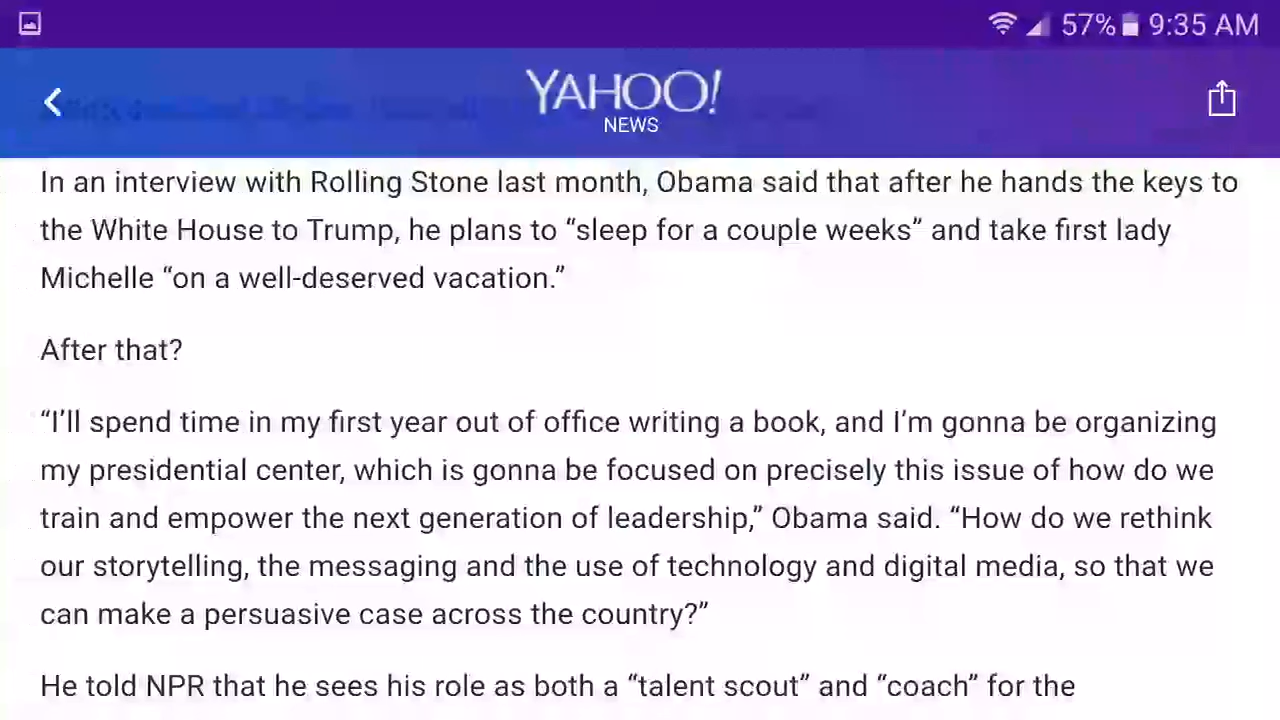 57% 9:35 AM
YAHOO!
NEWS
In an interview with Rolling Stone last month, Obama said that after he hands the keys to
the White House to Trump, he plans to “sleep for a couple weeks” and take first lady
Michelle “on a well-deserved vacation.”
After that?
“I’ll spend time in my first year out of office writing a book, and I’m gonna be organizing
my presidential center, which is gonna be focused on precisely this issue of how do we
train and empower the next generation of leadership,” Obama said. “How do we rethink
our storytelling, the messaging and the use of technology and digital media, so that we
can make a persuasive case across the country?”
He told NPR that he sees his role as both a “talent scout” and “coach” for the